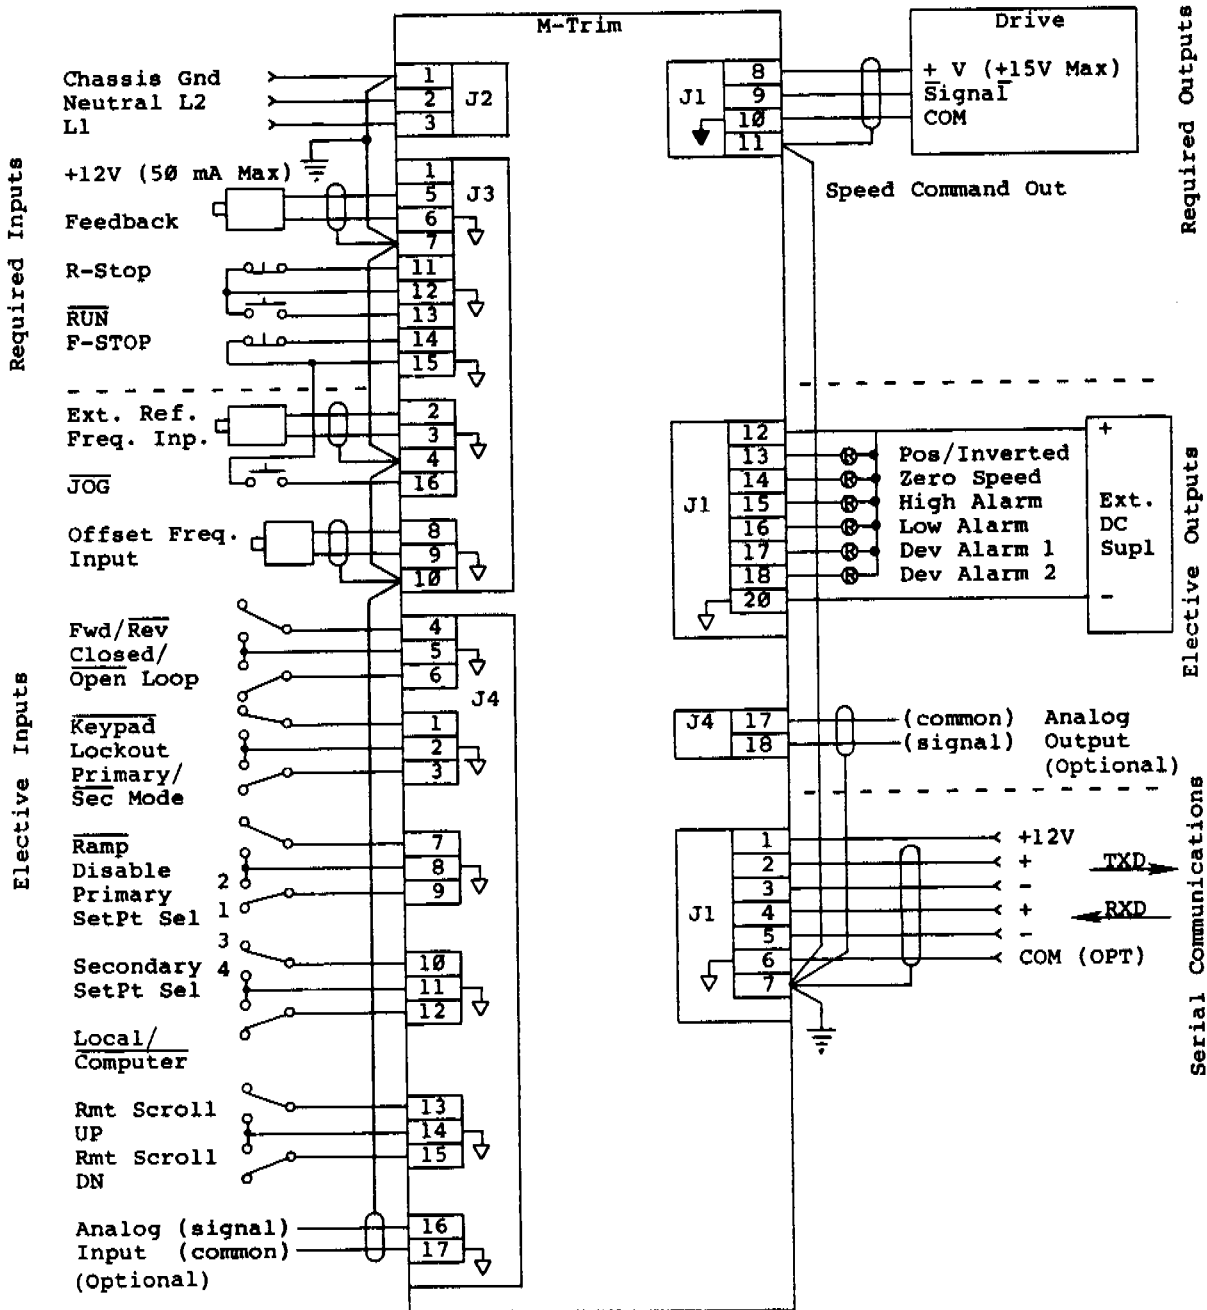 M-Trim
Required Inputs
Chassis Gnd
Neutral L2
L1
1
2
3
J2
+12V (50 mA Max)
Feedback
R-Stop
RUN
F-STOP
1
5
6
7
11
12
13
14
15
J3
Elective Inputs
Ext. Ref.
Freq. Inp.
JOG
2
3
4
16
Offset Freq.
Input
8
9
10
Fwd/Rev
Closed/
Open Loop
4
5
6
J4
Keypad
Lockout
Primary/
Sec Mode
1
2
3
Ramp
Disable
Primary 2
SetPt Sel 1
7
8
9
3
Secondary 4
SetPt Sel
Local/
Computer
10
11
12
Rmt Scroll
UP
Rmt Scroll
DN
13
14
15
Analog (signal)
Input (common)
(Optional)
16
17
Required Outputs
J1
8
9
10
11
Drive
+ V (+15V Max)
Signal
COM
Speed Command Out
Elective Outputs
J1
12
13
14
15
16
17
18
20
R Pos/Inverted
R Zero Speed
R High Alarm
R Low Alarm
R Dev Alarm 1
R Dev Alarm 2
+
Ext.
DC
Supl
-
J4
17
18
(common) Analog
(signal) Output
(Optional)
Serial Communications
J1
1
2
3
4
5
6
7
+12V
+ TXD
-
+ RXD
-
COM (OPT)